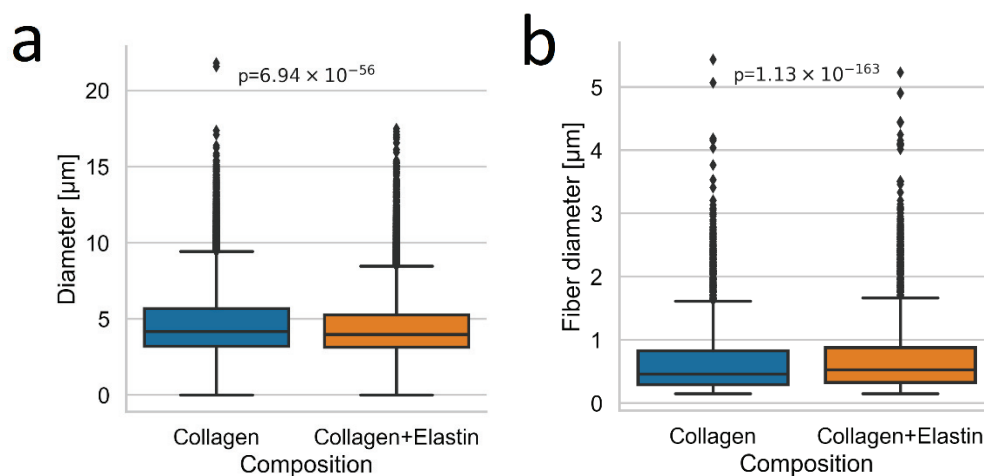 a
p=6.94 × 10⁻⁵⁶
Diameter [µm]
20
15
10
5
0
Collagen Collagen+Elastin
Composition
b
p=1.13 × 10⁻¹⁶³
Fiber diameter [µm]
5
4
3
2
1
0
Collagen Collagen+Elastin
Composition